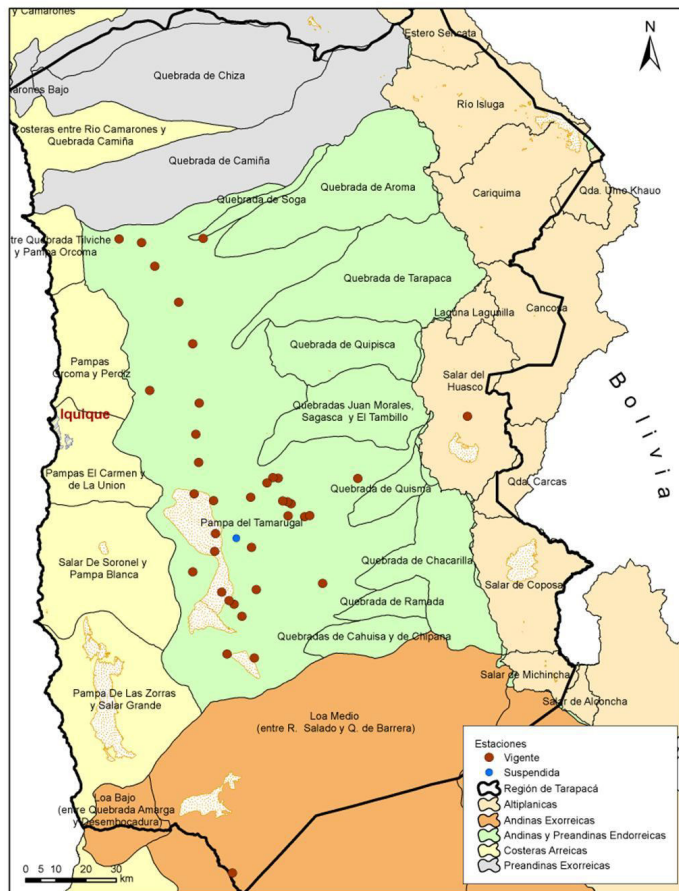 y Camarones
Estero Sencata
N
Quebrada de Chiza
Rio Isluga
arones Bajo
Costeras entre Rio Camarones y
Quebrada Camiña
Quebrada de Camiña
Quebrada de Aroma
Cariquima
Qda. Umo Khauo
Quebrada de Soga
tre Quebrada Tilviche
y Pampa Orcoma
Quebrada de Tarapaca
Cancosa
Laguna Lagunilla
Quebrada de Quipisca
Pampas
Orcoma y Perdiz
Salar del
Huasco
Bolivia
Quebradas Juan Morales,
Sagasca y El Tambillo
Iquique
Pampas El Carmen y
de La Union
Quebrada de Quisma
Qda. Carcas
Pampa del Tamarugal
Salar De Soronel y
Pampa Blanca
Quebrada de Chacarilla
Salar de Coposa
Quebrada de Ramada
Quebradas de Cahuisa y de Chipana
Salar de Michincha
Pampa De Las Zorras
y Salar Grande
Salar de Alconcha
Loa Medio
(entre R. Salado y Q. de Barrera)
Loa Bajo
(entre Quebrada Amarga
y Desembocadura)
Estaciones
Vigente
Suspendida
Región de Tarapacá
Altiplanicas
Andinas Exorreicas
Andinas y Preandinas Endorreicas
Costeras Arreicas
Preandinas Exorreicas
0 5 10 20 30
km